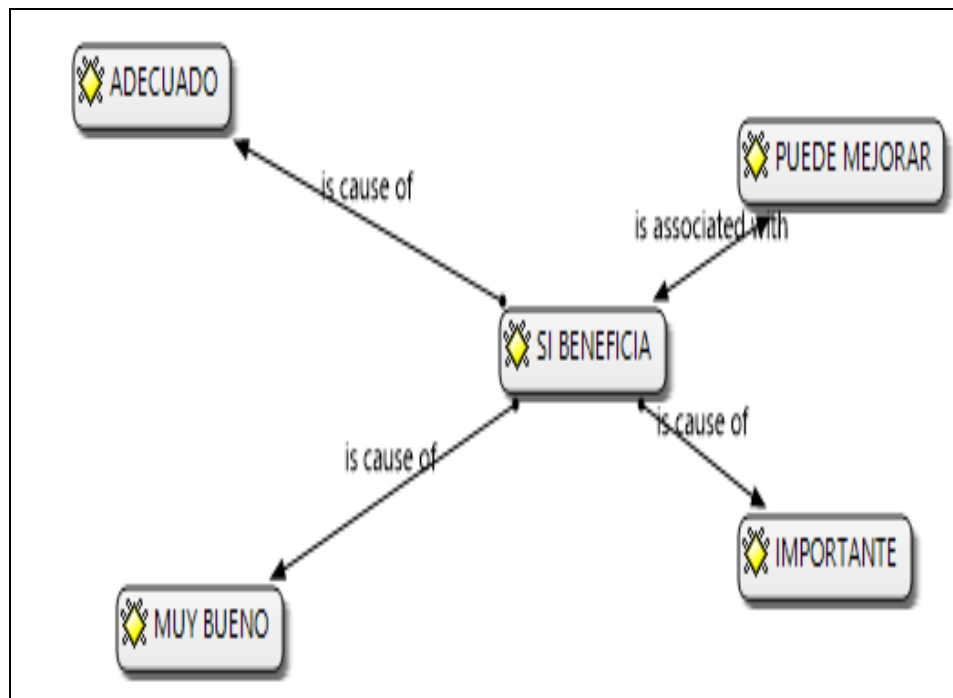 ADECUADO
PUEDE MEJORAR
is cause of
is associated with
SI BENEFICIA
is cause of
is cause of
IMPORTANTE
MUY BUENO